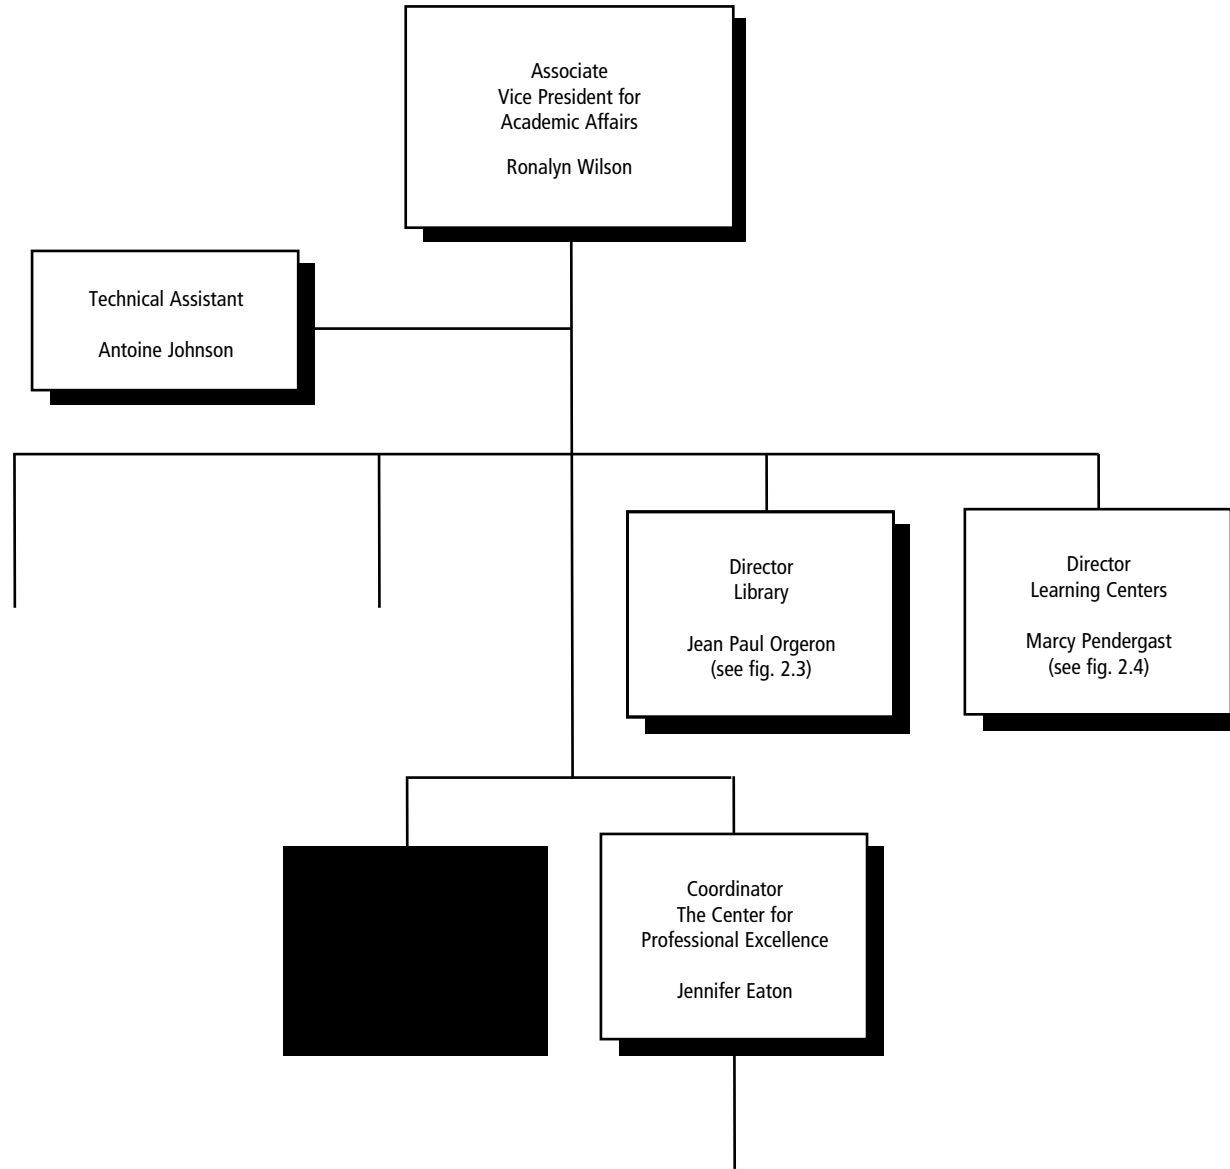 Associate
Vice President for
Academic Affairs
Ronalyn Wilson
Technical Assistant
Antoine Johnson
Director
Library
Jean Paul Orgeron
(see fig. 2.3)
Director
Learning Centers
Marcy Pendergast
(see fig. 2.4)
Coordinator
The Center for
Professional Excellence
Jennifer Eaton